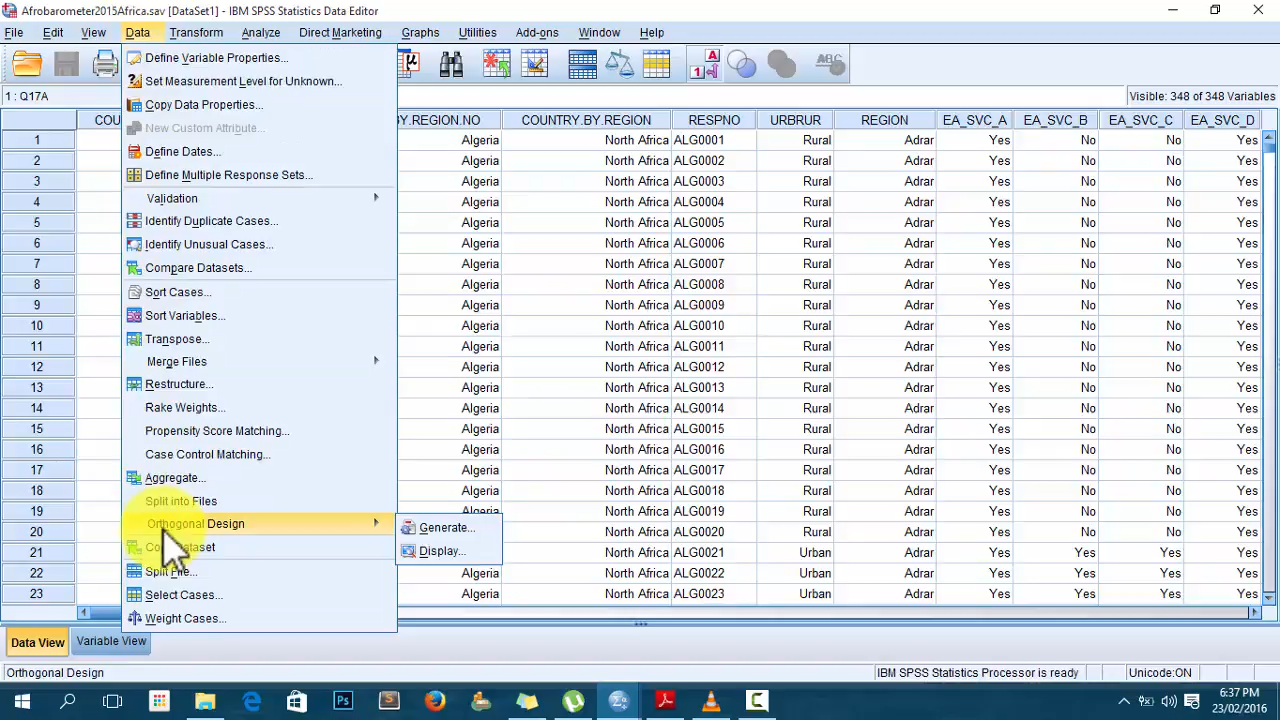 Afrobarometer2015Africa.sav [DataSet1] - IBM SPSS Statistics Data Editor
File Edit View Data Transform Analyze Direct Marketing Graphs Utilities Add-ons Window Help
1 : Q17A
Visible: 348 of 348 Variables
Define Variable Properties...
Set Measurement Level for Unknown...
Copy Data Properties...
New Custom Attribute...
Define Dates...
Define Multiple Response Sets...
Validation
Identify Duplicate Cases...
Identify Unusual Cases...
Compare Datasets...
Sort Cases...
Sort Variables...
Transpose...
Merge Files
Restructure...
Rake Weights...
Propensity Score Matching...
Case Control Matching...
Aggregate...
Split into Files
Orthogonal Design
Generate...
Display...
Split File...
Select Cases...
Weight Cases...
COU BY.REGION.NO COUNTRY.BY.REGION RESPNO URBRUR REGION EA_SVC_A EA_SVC_B EA_SVC_C EA_SVC_D
1 Algeria North Africa ALG0001 Rural Adrar Yes No No Yes
2 Algeria North Africa ALG0002 Rural Adrar Yes No No Yes
3 Algeria North Africa ALG0003 Rural Adrar Yes No No Yes
4 Algeria North Africa ALG0004 Rural Adrar Yes No No Yes
5 Algeria North Africa ALG0005 Rural Adrar Yes No No Yes
6 Algeria North Africa ALG0006 Rural Adrar Yes No No Yes
7 Algeria North Africa ALG0007 Rural Adrar Yes No No Yes
8 Algeria North Africa ALG0008 Rural Adrar Yes No No Yes
9 Algeria North Africa ALG0009 Rural Adrar Yes No No Yes
10 Algeria North Africa ALG0010 Rural Adrar Yes No No Yes
11 Algeria North Africa ALG0011 Rural Adrar Yes No No Yes
12 Algeria North Africa ALG0012 Rural Adrar Yes No No Yes
13 Algeria North Africa ALG0013 Rural Adrar Yes No No Yes
14 Algeria North Africa ALG0014 Rural Adrar Yes No No Yes
15 Algeria North Africa ALG0015 Rural Adrar Yes No No Yes
16 Algeria North Africa ALG0016 Rural Adrar Yes No No Yes
17 Algeria North Africa ALG0017 Rural Adrar Yes No No Yes
18 Algeria North Africa ALG0018 Rural Adrar Yes No No Yes
19 Algeria North Africa ALG0019 Rural Adrar Yes No No Yes
20 Algeria North Africa ALG0020 Rural Adrar Yes No No Yes
21 Algeria North Africa ALG0021 Urban Adrar Yes Yes Yes Yes
22 Algeria North Africa ALG0022 Urban Adrar Yes Yes Yes Yes
23 Algeria North Africa ALG0023 Urban Adrar Yes Yes Yes Yes
Data View Variable View
Orthogonal Design
IBM SPSS Statistics Processor is ready
Unicode:ON
6:37 PM
23/02/2016